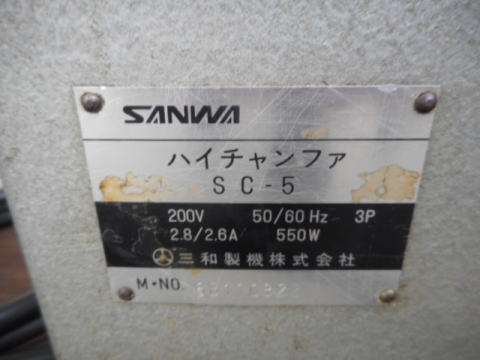 SANWA
ハイチャンファ
SC-5
200V 50/60Hz 3P
2.8/2.6A 550W
三和製機株式会社
M・NO.